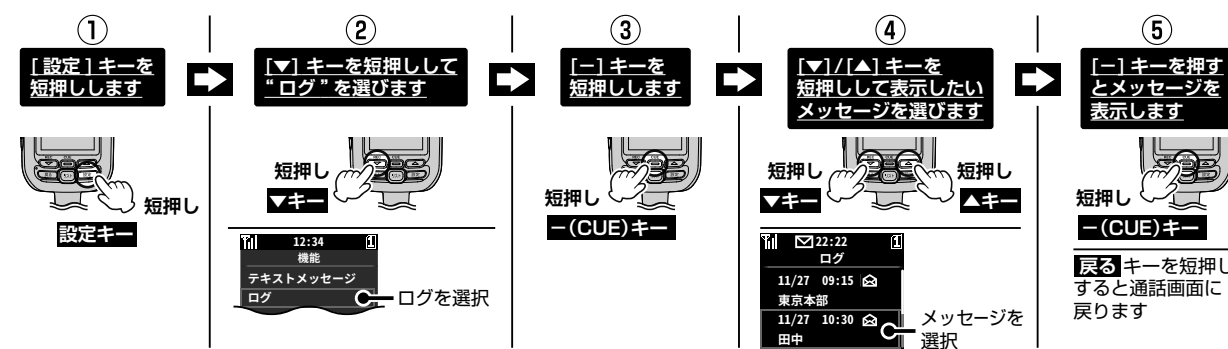 ①
[設定]キーを
短押しします
短押し
設定キー
②
[▼]キーを短押しして
“ログ”を選びます
短押し
▼キー
12:34
1
機能
テキストメッセージ
ログ
ログを選択
③
[－]キーを
短押しします
CUE
短押し
－(CUE)キー
④
[▼]/[▲]キーを
短押しして表示したい
メッセージを選びます
短押し
▼キー
短押し
▲キー
22:22
1
ログ
11/27 09:15
東京本部
11/27 10:30
田中
メッセージを
選択
⑤
[－]キーを押す
とメッセージを
表示します
短押し
－(CUE)キー
戻る キーを短押し
すると通話画面に
戻ります